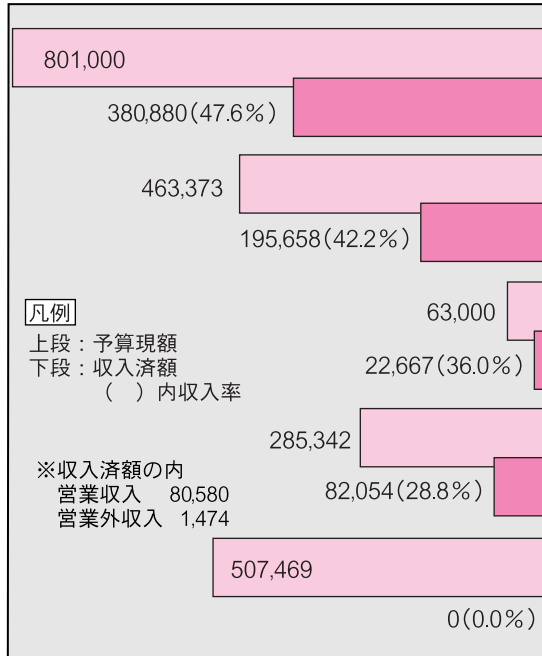 801,000
380,880(47.6%)
463,373
195,658(42.2%)
凡例
上段：予算現額
下段：収入済額
（　）内収入率
63,000
22,667(36.0%)
285,342
82,054(28.8%)
※収入済額の内
営業収入　80,580
営業外収入　1,474
507,469
0(0.0%)